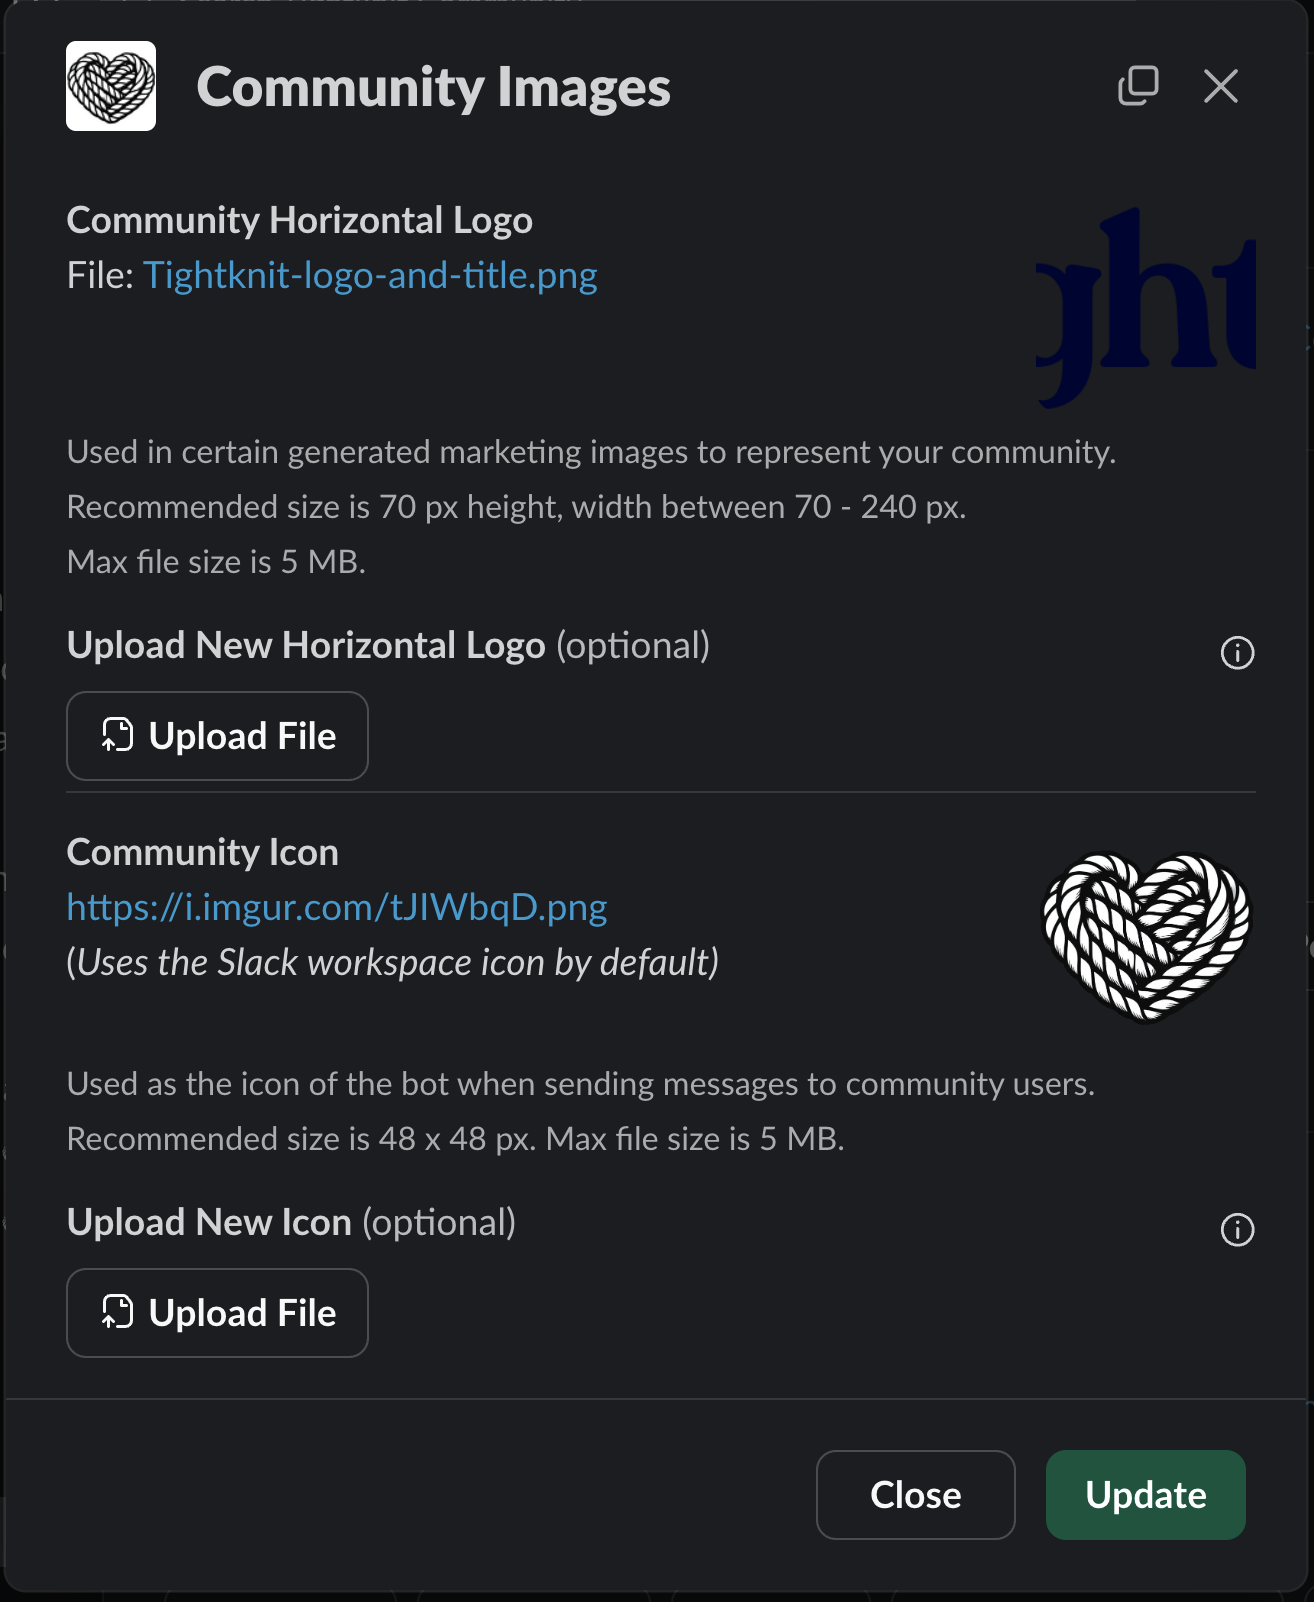 Community Images
Community Horizontal Logo
File: Tightknit-logo-and-title.png
ght
Used in certain generated marketing images to represent your community.
Recommended size is 70 px height, width between 70 - 240 px.
Max file size is 5 MB.
Upload New Horizontal Logo (optional)
Upload File
Community Icon
https://i.imgur.com/tJIWbqD.png
(Uses the Slack workspace icon by default)
Used as the icon of the bot when sending messages to community users.
Recommended size is 48 x 48 px. Max file size is 5 MB.
Upload New Icon (optional)
Upload File
Close
Update